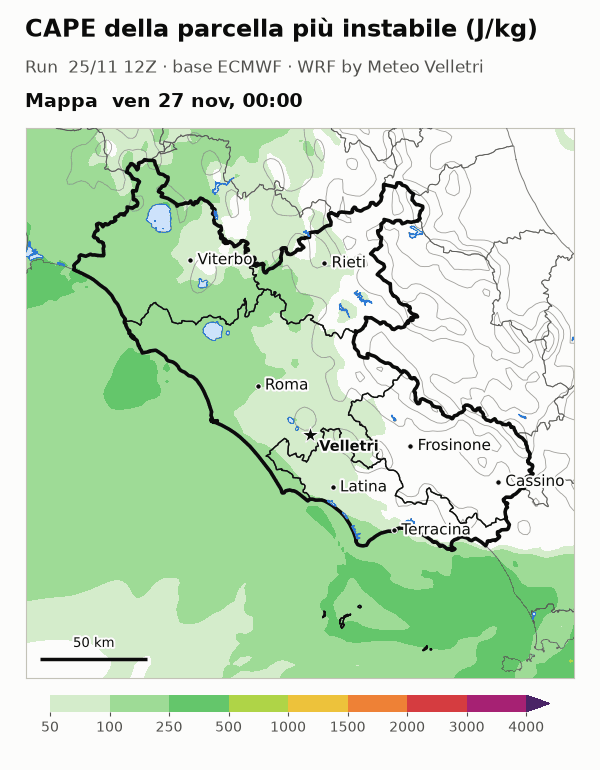 CAPE della parcella più instabile (J/kg)
Run 25/11 12Z · base ECMWF · WRF by Meteo Velletri
Mappa ven 27 nov, 00:00
Viterbo
Rieti
Roma
Velletri
Frosinone
Latina
Cassino
Terracina
50 km
50 100 250 500 1000 1500 2000 3000 4000